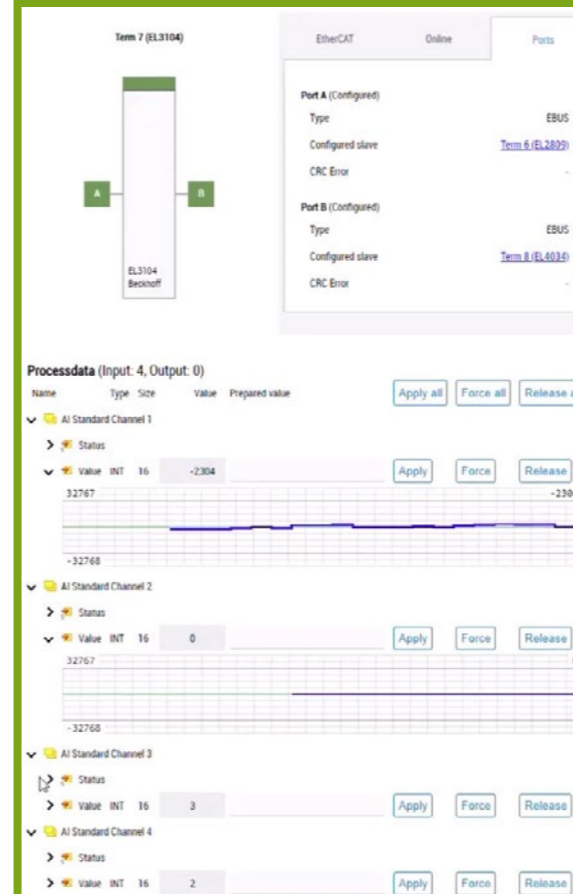 Term 7 (EL3104)
EtherCAT Online Ports
A B
EL3104
Beckhoff
Port A (Configured)
Type EBUS
Configured slave Term 6 (EL2809)
CRC Error -
Port B (Configured)
Type EBUS
Configured slave Term 8 (EL4034)
CRC Error -
Processdata (Input: 4, Output: 0)
Name Type Size Value Prepared value Apply all Force all Release a
AI Standard Channel 1
Status
Value INT 16 -2304 Apply Force Release
32767 -230
-32768
AI Standard Channel 2
Status
Value INT 16 0 Apply Force Release
32767
-32768
AI Standard Channel 3
Status
Value INT 16 3 Apply Force Release
AI Standard Channel 4
Status
Value INT 16 2 Apply Force Release